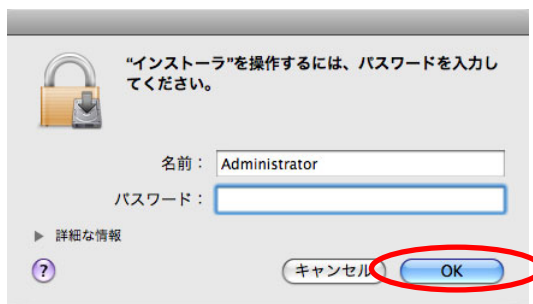 “インストーラ”を操作するには、パスワードを入力し
てください。
名前： Administrator
パスワード：
▶ 詳細な情報
? キャンセル OK